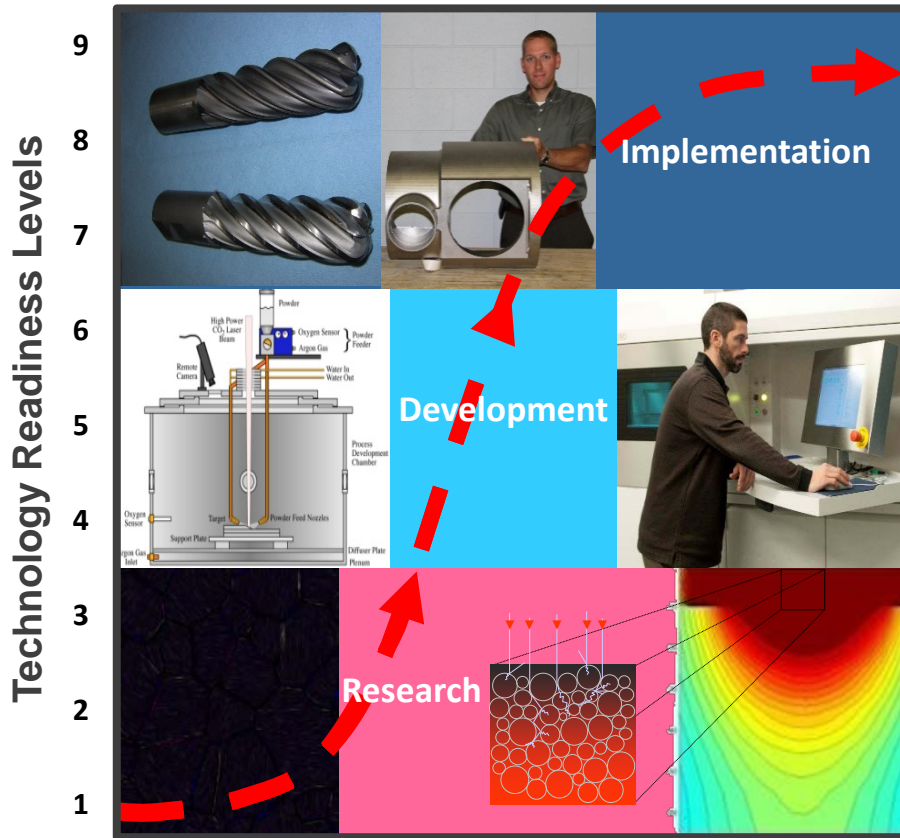 Technology Readiness Levels
9
8
7
6
5
4
3
2
1
Implementation
Development
Research
Powder
High Power
CO2 Laser
Beam
Oxygen Sensor
Argon Gas
Powder
Feeder
Remote
Camera
Water In
Water Out
Process
Development
Chamber
Oxygen
Sensor
Target
Powder Feed Nozzles
Support Plate
Argon Gas
Inlet
Diffuser Plate
Plenum